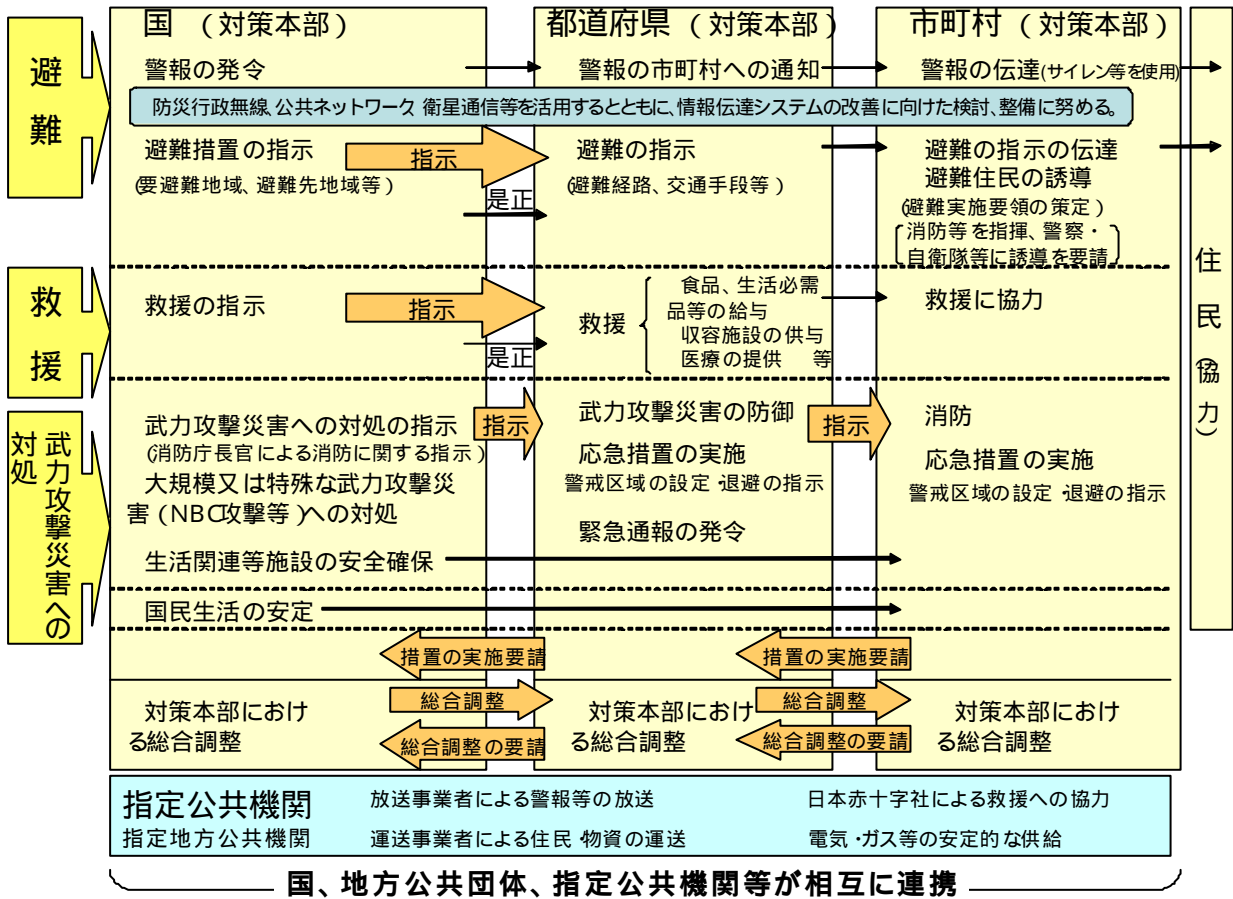 国 （対策本部）
都道府県（対策本部）
市町村（対策本部）
避難
警報の発令
警報の市町村への通知
警報の伝達(サイレン等を使用)
防災行政無線、公共ネットワーク、衛星通信等を活用するとともに、情報伝達システムの改善に向けた検討、整備に努める。
避難措置の指示
(要避難地域、避難先地域等)
指示
是正
避難の指示
(避難経路、交通手段等)
避難の指示の伝達
避難住民の誘導
(避難実施要領の策定)
消防等を指揮、警察・
自衛隊等に誘導を要請
住民（協力）
救援
救援の指示
指示
是正
救援
食品、生活必需
品等の給与
収容施設の供与
医療の提供 等
救援に協力
武力攻撃災害への
対処
武力攻撃災害への対処の指示
(消防庁長官による消防に関する指示)
大規模又は特殊な武力攻撃災
害(NBC攻撃等)への対処
指示
武力攻撃災害の防御
応急措置の実施
警戒区域の設定・退避の指示
緊急通報の発令
指示
消防
応急措置の実施
警戒区域の設定・退避の指示
生活関連等施設の安全確保
国民生活の安定
措置の実施要請
措置の実施要請
対策本部におけ
る総合調整
総合調整
総合調整の要請
対策本部におけ
る総合調整
総合調整
総合調整の要請
対策本部におけ
る総合調整
指定公共機関
指定地方公共機関
放送事業者による警報等の放送
運送事業者による住民・物資の運送
日本赤十字社による救援への協力
電気・ガス等の安定的な供給
国、地方公共団体、指定公共機関等が相互に連携